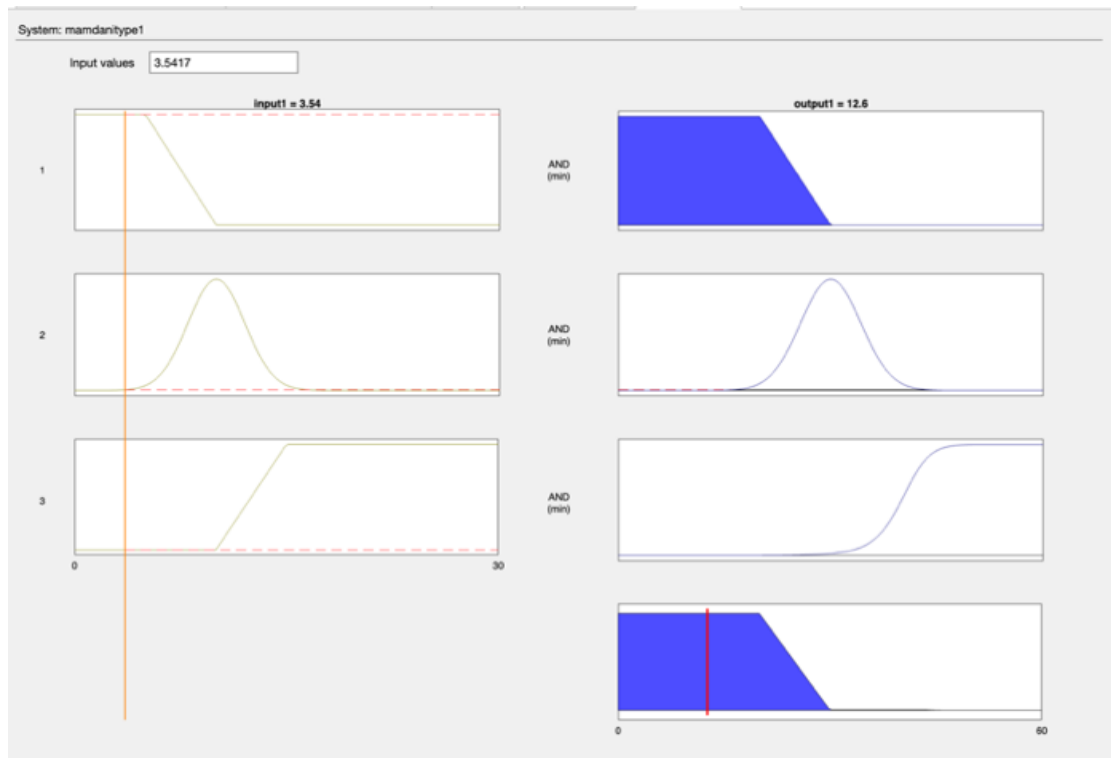 System: mamdanitype1
Input values 3.5417
input1 = 3.54
output1 = 12.6
1
AND
(min)
2
AND
(min)
3
AND
(min)
0 30
0 60